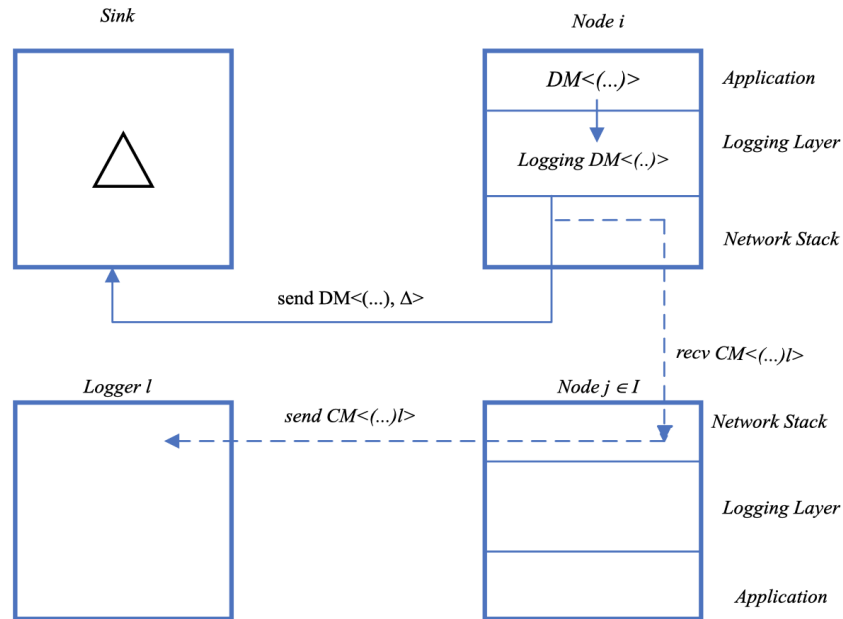 Sink
Node i
DM<(...)>
Application
Logging DM<(..)>
Logging Layer
Network Stack
send DM<(...), Δ>
recv CM<(...)l>
Logger l
Node j ∈ I
send CM<(...)l>
Network Stack
Logging Layer
Application